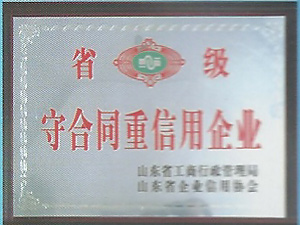 省 级
守合同重信用企业
山东省工商行政管理局
山东省企业信用协会